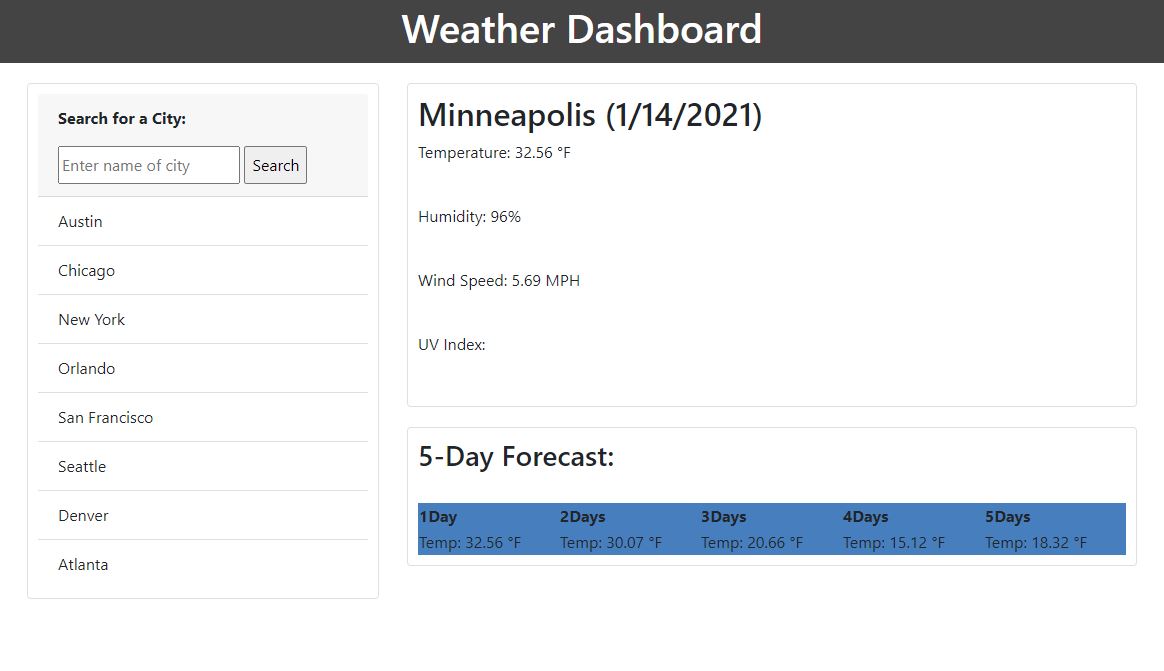 Weather Dashboard
Search for a City:
Enter name of city
Search
Austin
Chicago
New York
Orlando
San Francisco
Seattle
Denver
Atlanta
Minneapolis (1/14/2021)
Temperature: 32.56 °F
Humidity: 96%
Wind Speed: 5.69 MPH
UV Index:
5-Day Forecast:
1Day 2Days 3Days 4Days 5Days
Temp: 32.56 °F Temp: 30.07 °F Temp: 20.66 °F Temp: 15.12 °F Temp: 18.32 °F